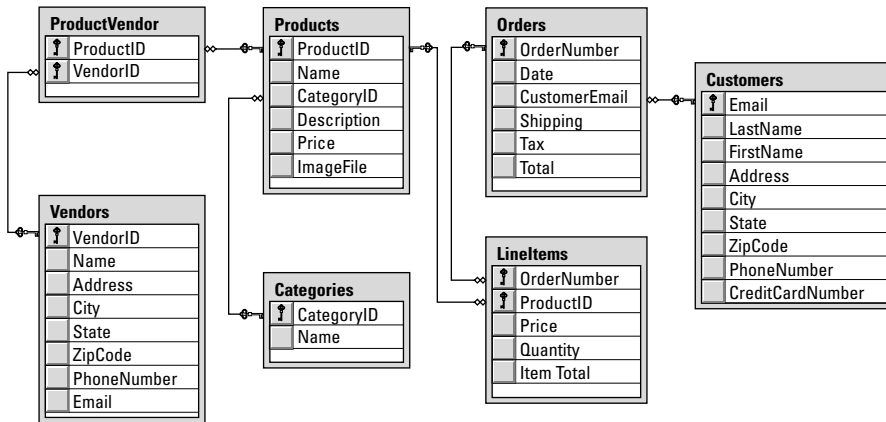 ProductVendor
ProductID
VendorID
Products
ProductID
Name
CategoryID
Description
Price
ImageFile
Orders
OrderNumber
Date
CustomerEmail
Shipping
Tax
Total
Customers
Email
LastName
FirstName
Address
City
State
ZipCode
PhoneNumber
CreditCardNumber
Vendors
VendorID
Name
Address
City
State
ZipCode
PhoneNumber
Email
Categories
CategoryID
Name
LineItems
OrderNumber
ProductID
Price
Quantity
Item Total